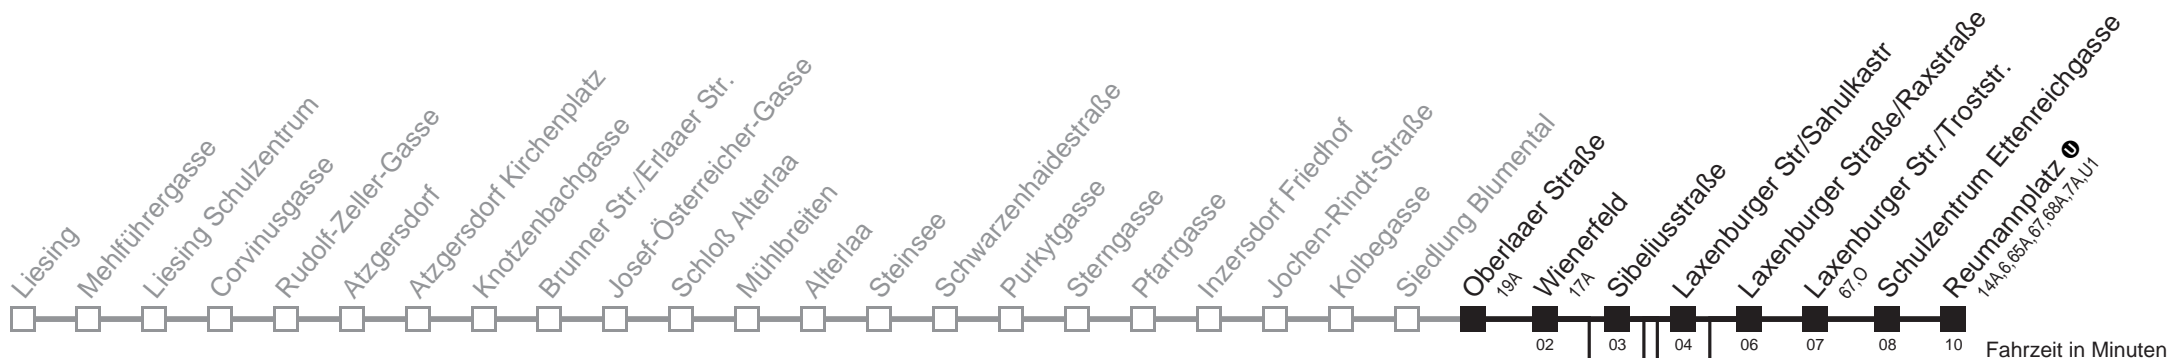 Liesing
Mehlführergasse
Liesing Schulzentrum
Corvinusgasse
Rudolf-Zeller-Gasse
Atzgersdorf
Atzgersdorf Kirchenplatz
Knotzenbachgasse
Brunner Str./Erlaaer Str.
Josef-Österreicher-Gasse
Schloß Alterlaa
Mühlbreiten
Alterlaa
Steinsee
Schwarzenhaidestraße
Purkytgasse
Sterngasse
Pfarrgasse
Inzersdorf Friedhof
Jochen-Rindt-Straße
Kolbegasse
Siedlung Blumental
Oberlaaer Straße
19A
Wienerfeld
17A
Sibeliusstraße
Laxenburger Str/Sahulkastr
Laxenburger Straße/Raxstraße
Laxenburger Str./Troststr.
67,O
Schulzentrum Ettenreichgasse
Reumannplatz U
14A,6,65A,67,68A,7A,U1
02 03 04 06 07 08 10 Fahrzeit in Minuten